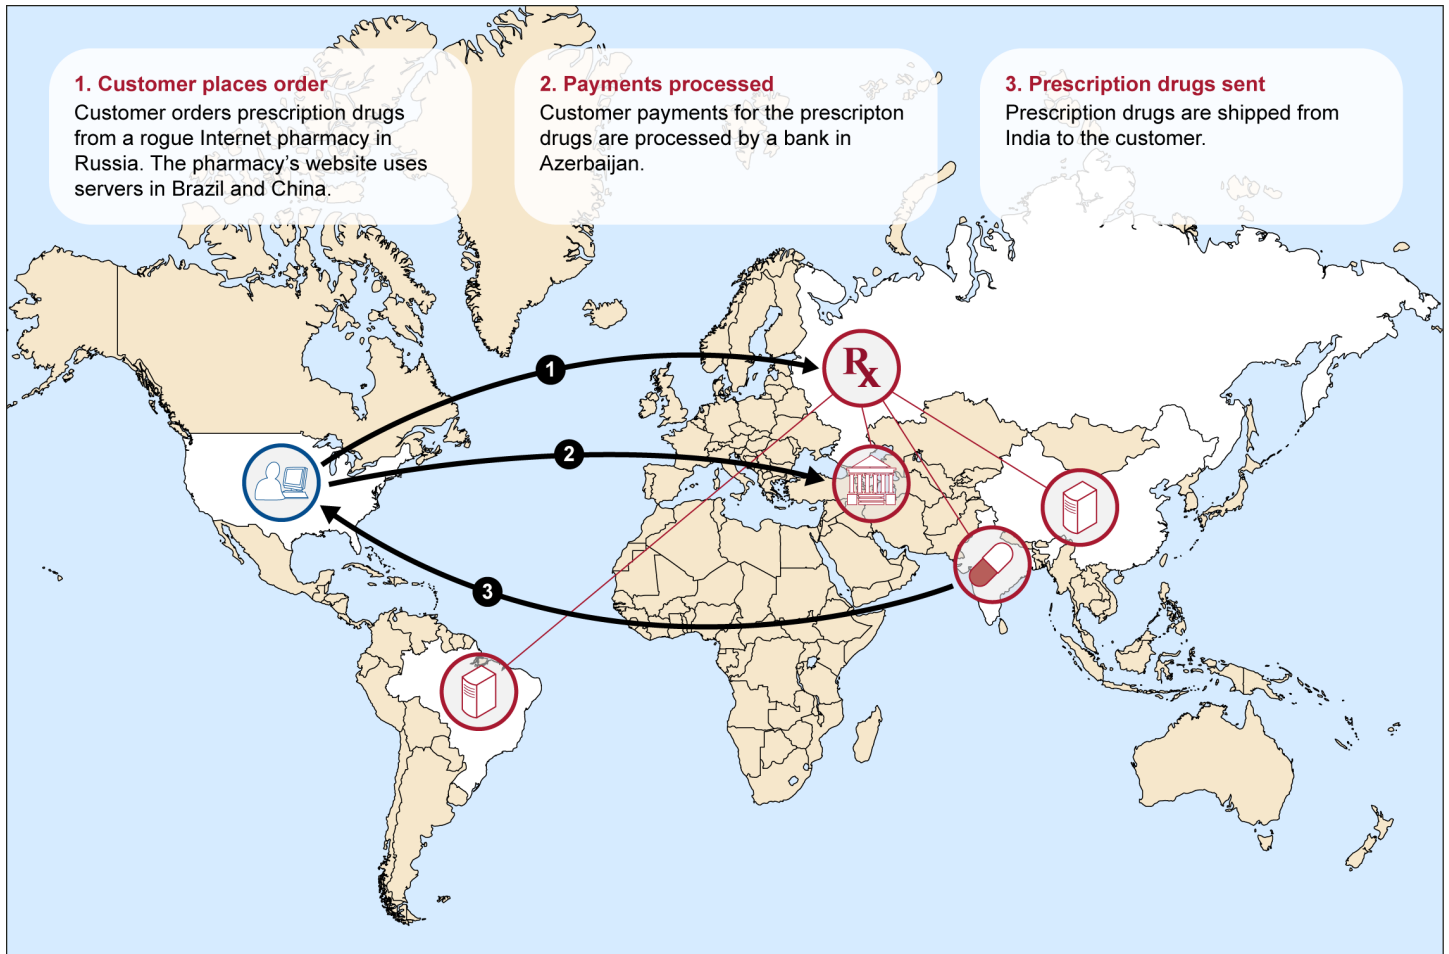 1. Customer places order
Customer orders prescription drugs
from a rogue Internet pharmacy in
Russia. The pharmacy’s website uses
servers in Brazil and China.
2. Payments processed
Customer payments for the prescripton
drugs are processed by a bank in
Azerbaijan.
3. Prescription drugs sent
Prescription drugs are shipped from
India to the customer.
1
Rx
2
3